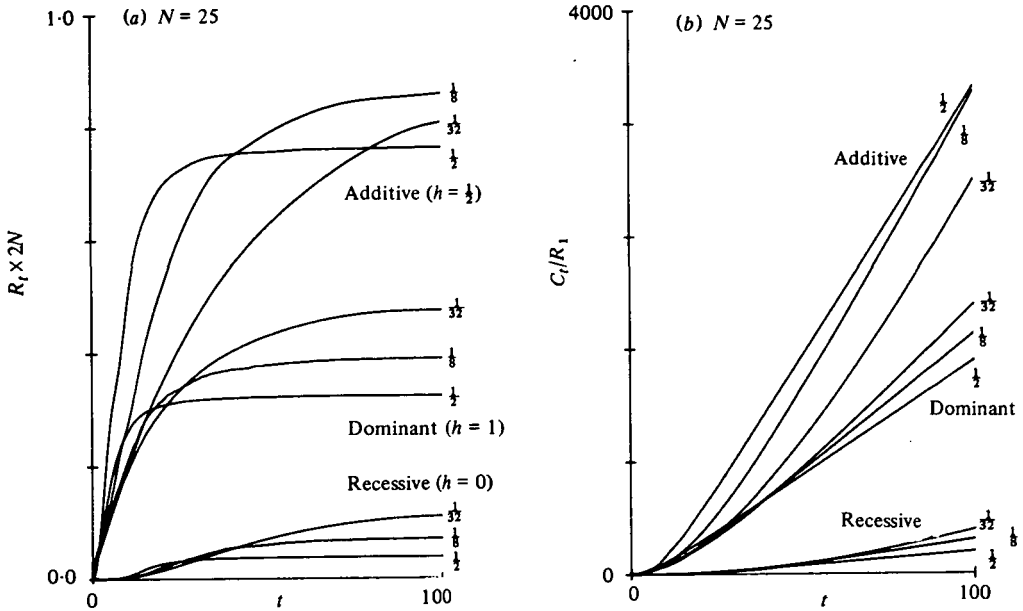 (a) N = 25
1·0
R_t × 2N
1/8
1/32
1/2
Additive (h = 1/2)
1/32
1/8
1/2
Dominant (h = 1)
Recessive (h = 0)
1/32
1/8
1/2
0·0
0
t
100
(b) N = 25
4000
C_t/R_1
1/2
1/8
Additive
1/32
1/32
1/8
1/2
Dominant
Recessive
1/32
1/8
1/2
0
0
t
100